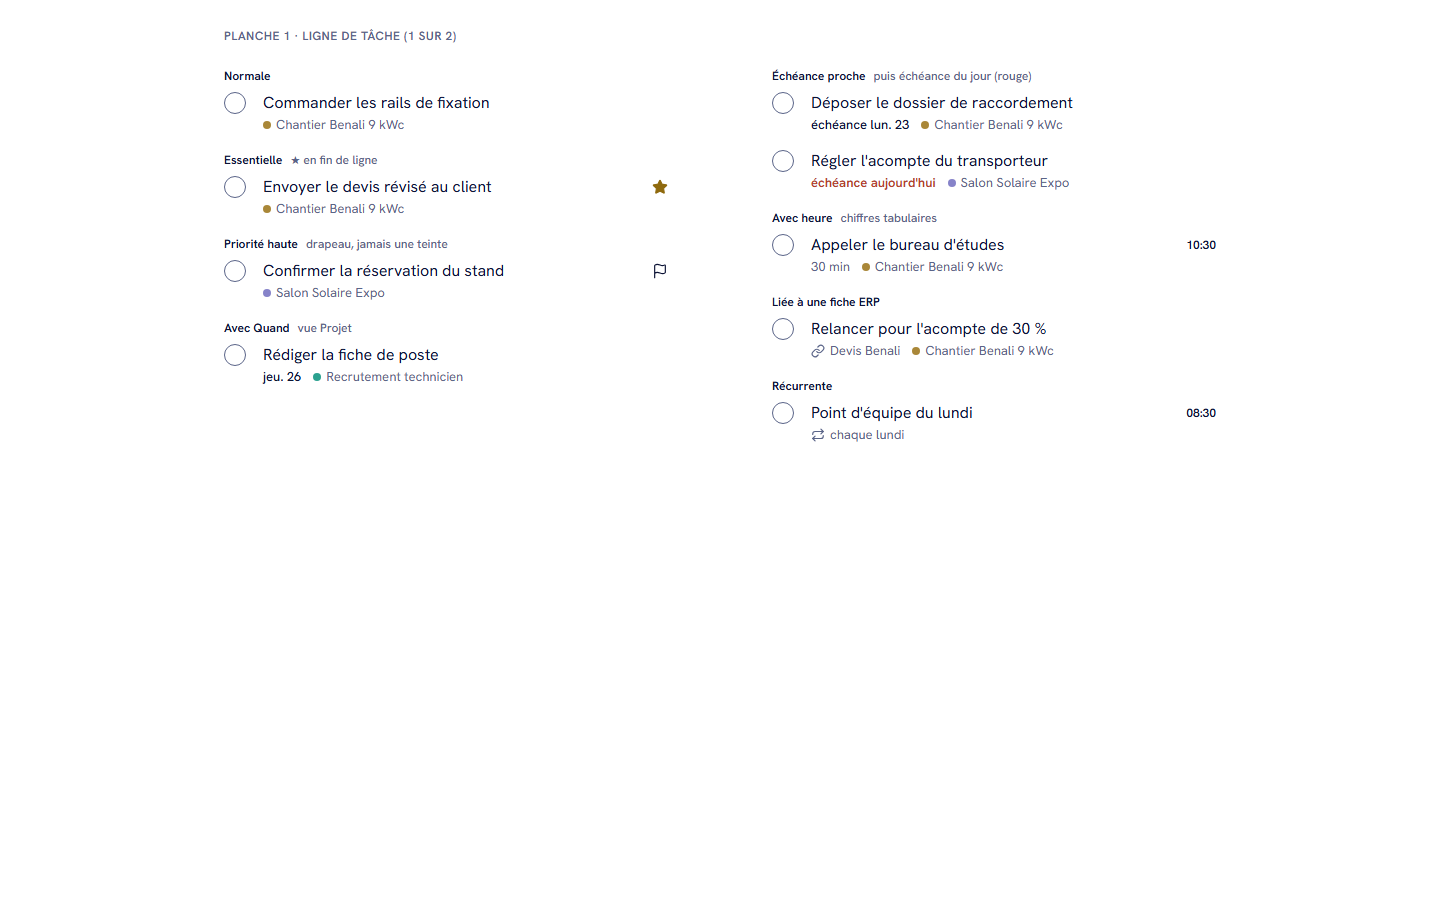 PLANCHE 1 · LIGNE DE TÂCHE (1 SUR 2)
Normale
Commander les rails de fixation
Chantier Benali 9 kWc
Essentielle ★ en fin de ligne
Envoyer le devis révisé au client
Chantier Benali 9 kWc
Priorité haute drapeau, jamais une teinte
Confirmer la réservation du stand
Salon Solaire Expo
Avec Quand vue Projet
Rédiger la fiche de poste
jeu. 26 Recrutement technicien
Échéance proche puis échéance du jour (rouge)
Déposer le dossier de raccordement
échéance lun. 23 Chantier Benali 9 kWc
Régler l'acompte du transporteur
échéance aujourd'hui Salon Solaire Expo
Avec heure chiffres tabulaires
Appeler le bureau d'études 10:30
30 min Chantier Benali 9 kWc
Liée à une fiche ERP
Relancer pour l'acompte de 30 %
Devis Benali Chantier Benali 9 kWc
Récurrente
Point d'équipe du lundi 08:30
chaque lundi